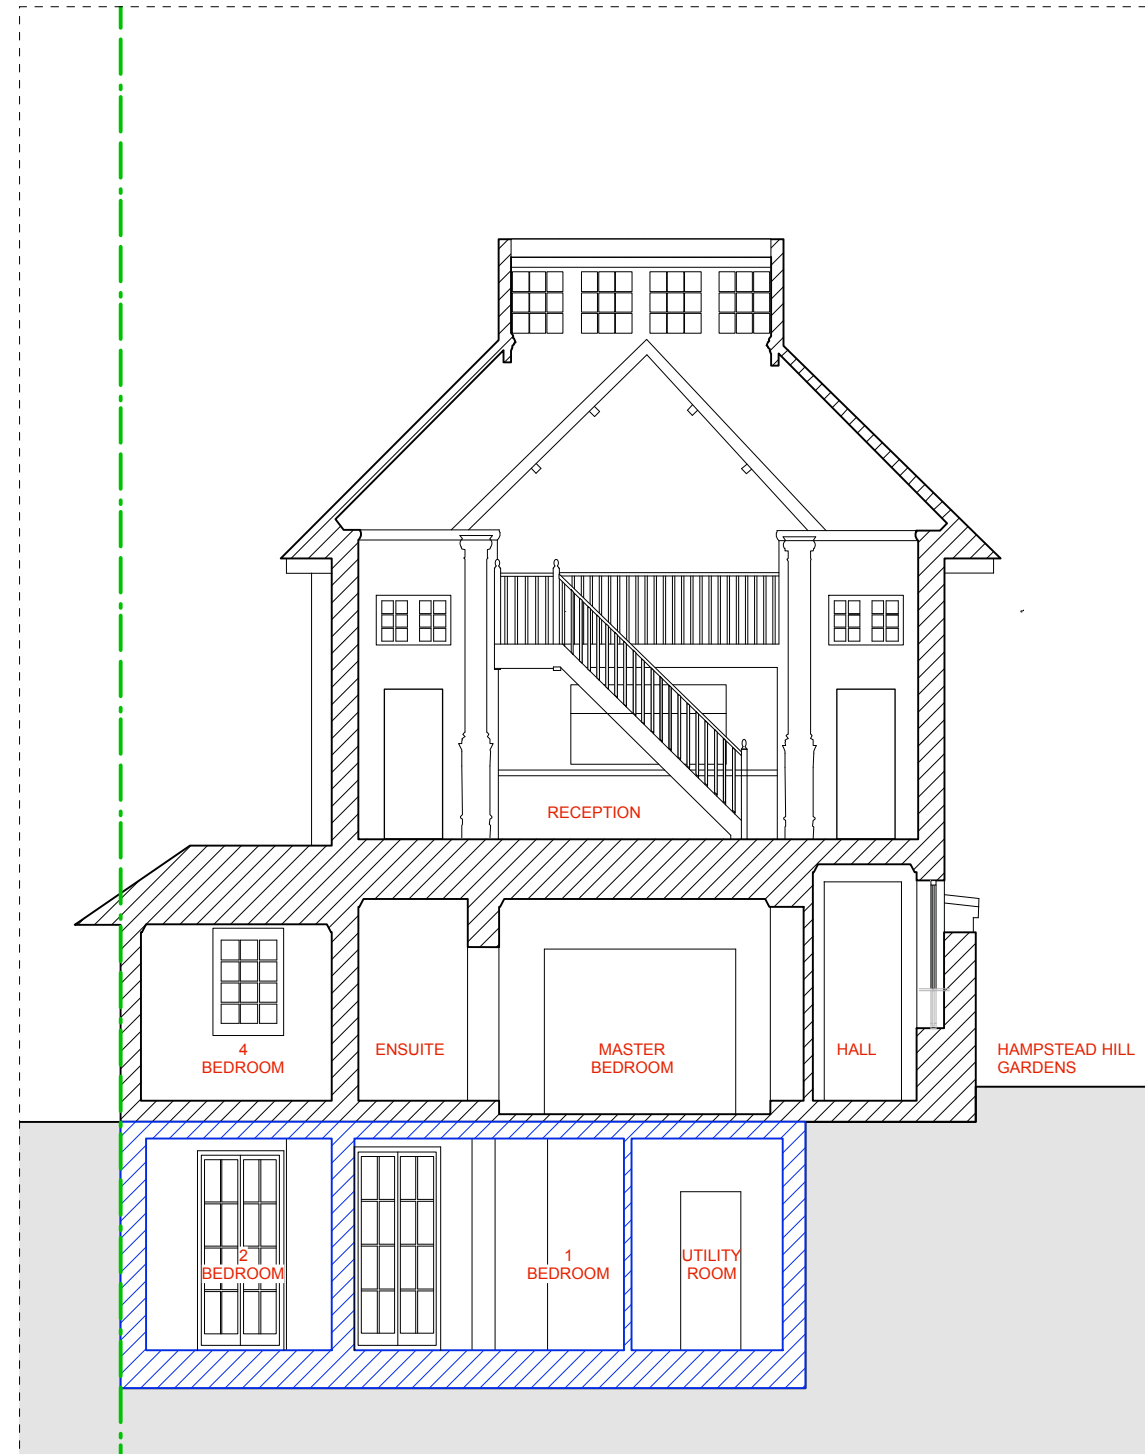 RECEPTION
4
BEDROOM
ENSUITE
MASTER
BEDROOM
HALL
HAMPSTEAD HILL
GARDENS
2
BEDROOM
1
BEDROOM
UTILITY
ROOM